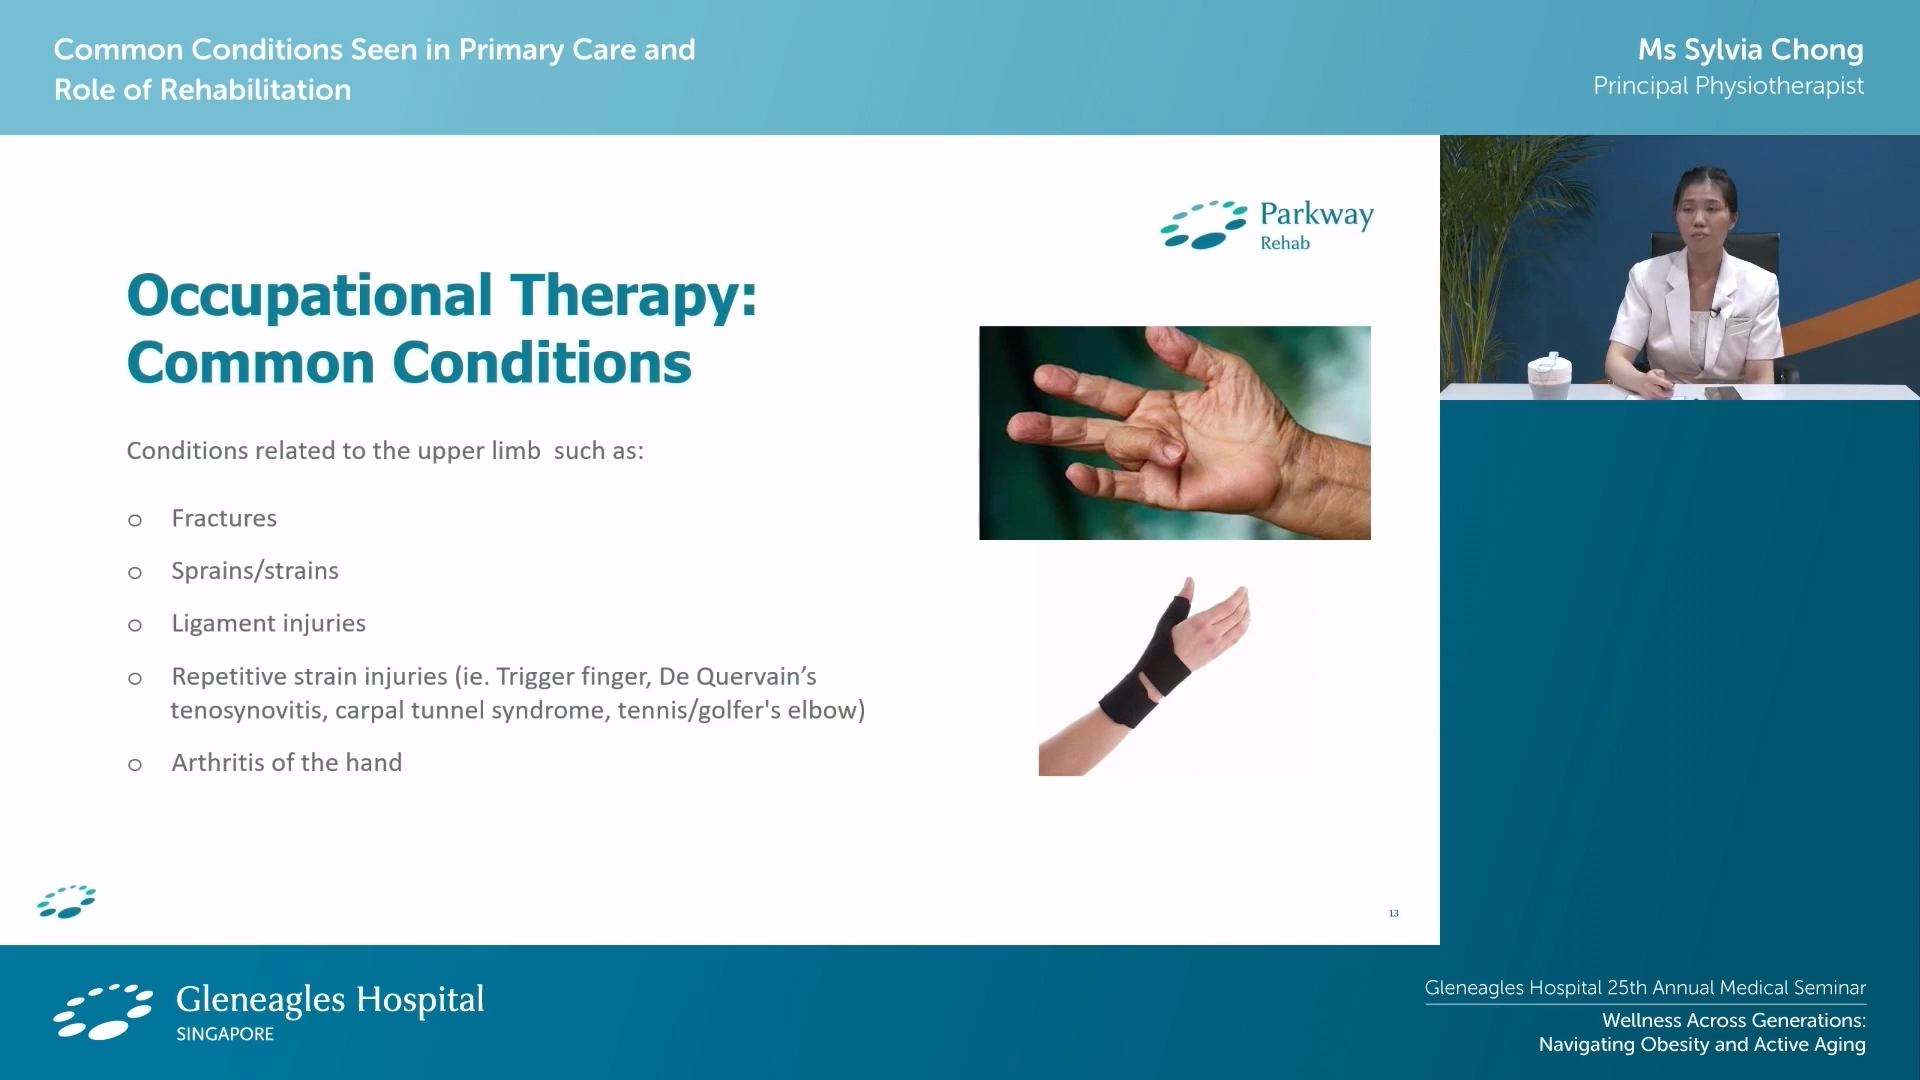 Common Conditions Seen in Primary Care and
Role of Rehabilitation
Ms Sylvia Chong
Principal Physiotherapist
Parkway
Rehab
Occupational Therapy:
Common Conditions
Conditions related to the upper limb  such as:
o Fractures
o Sprains/strains
o Ligament injuries
o Repetitive strain injuries (ie. Trigger finger, De Quervain’s
tenosynovitis, carpal tunnel syndrome, tennis/golfer's elbow)
o Arthritis of the hand
13
Gleneagles Hospital
SINGAPORE
Gleneagles Hospital 25th Annual Medical Seminar
Wellness Across Generations:
Navigating Obesity and Active Aging